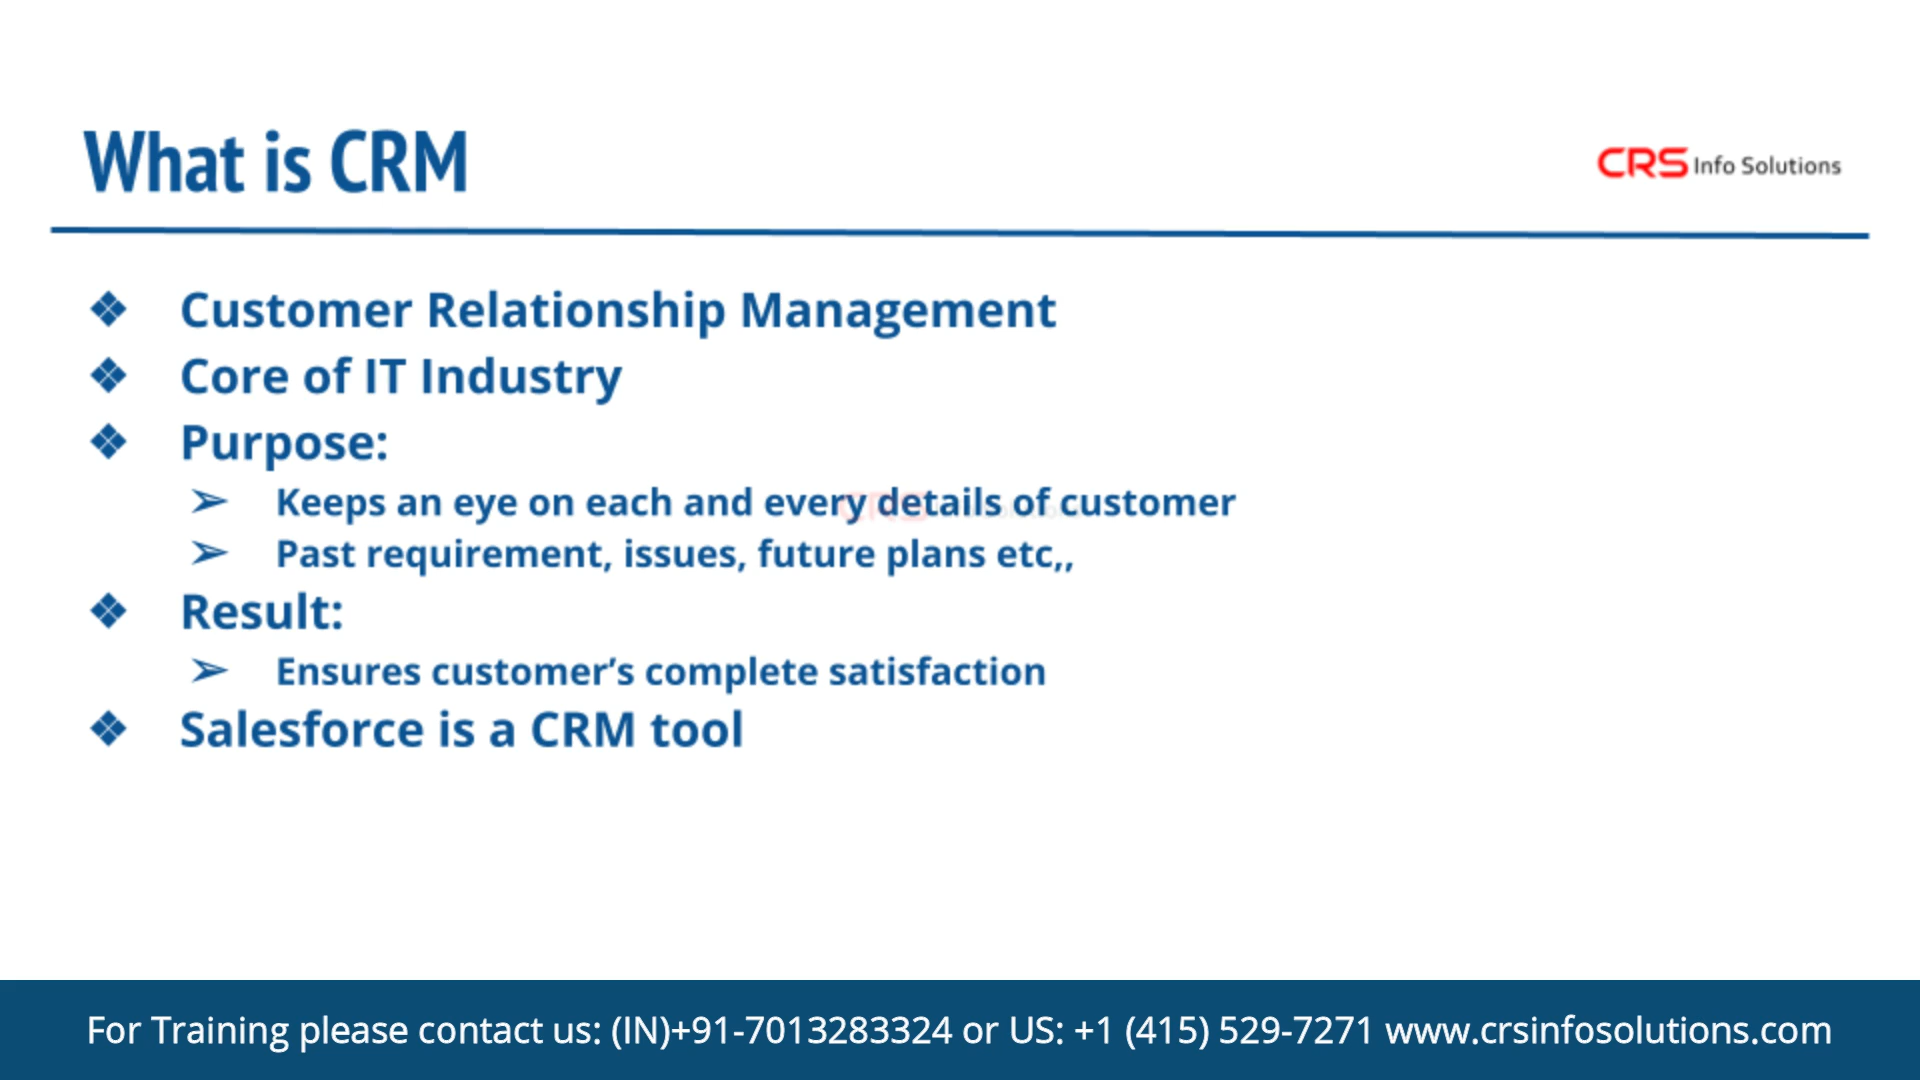 What is CRM
CRS Info Solutions
❖ Customer Relationship Management
❖ Core of IT Industry
❖ Purpose:
➢ Keeps an eye on each and every details of customer
➢ Past requirement, issues, future plans etc,,
❖ Result:
➢ Ensures customer’s complete satisfaction
❖ Salesforce is a CRM tool
For Training please contact us: (IN)+91-7013283324 or US: +1 (415) 529-7271 www.crsinfosolutions.com